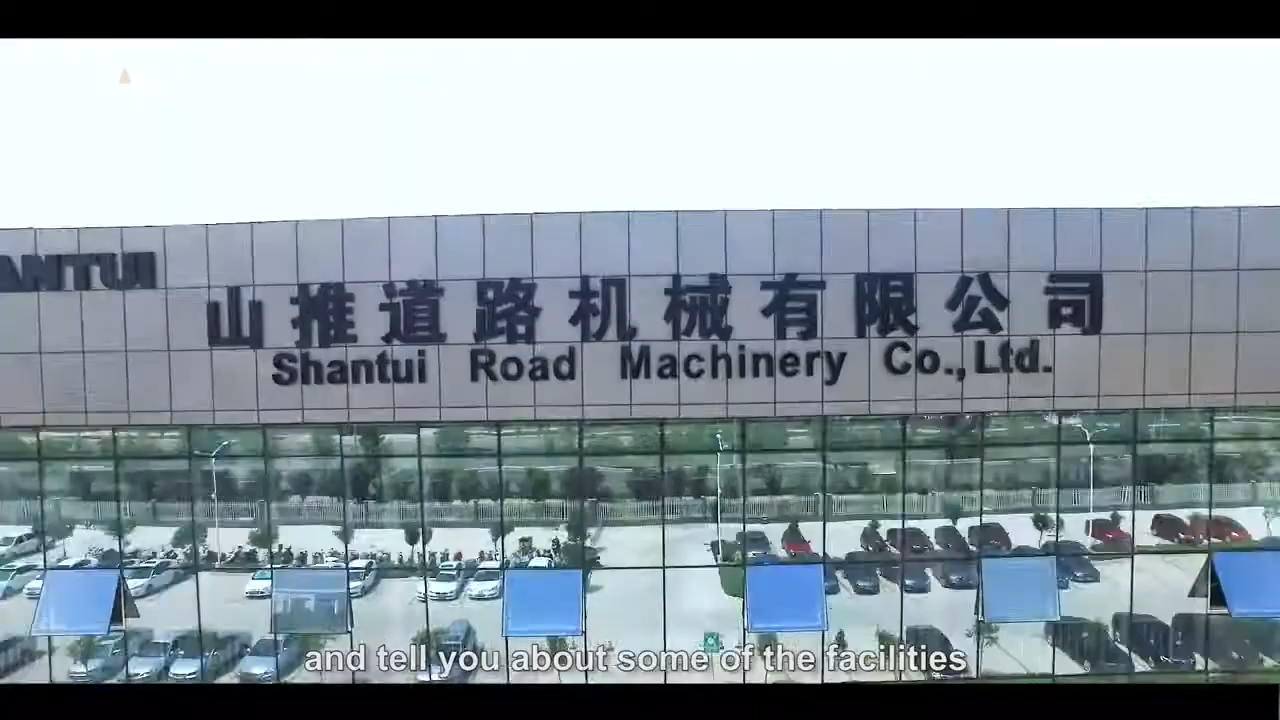 ANTUI
山推道路机械有限公司
Shantui Road Machinery Co., Ltd.
and tell you about some of the facilities